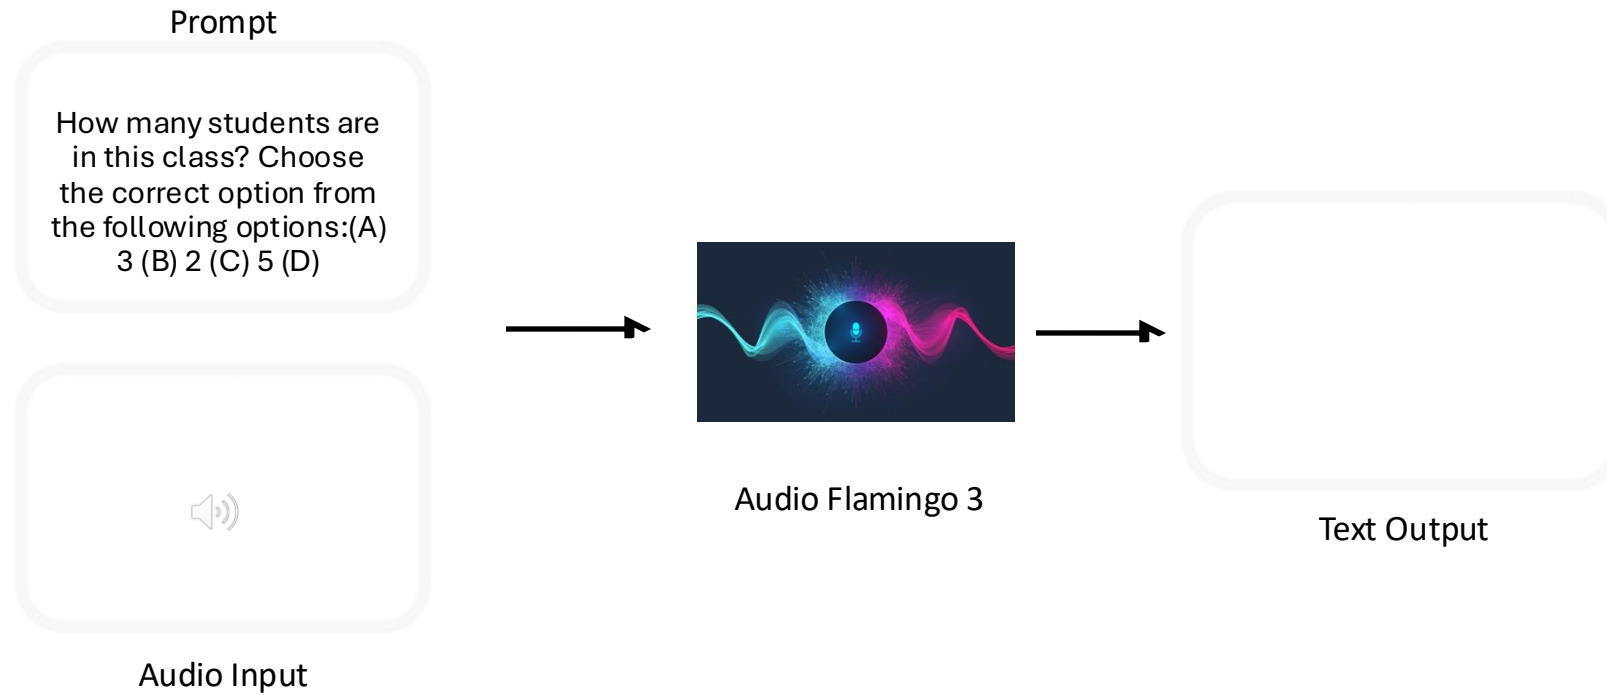 Prompt
How many students are
in this class? Choose
the correct option from
the following options:(A)
3 (B) 2 (C) 5 (D)
Audio Input
Audio Flamingo 3
Text Output